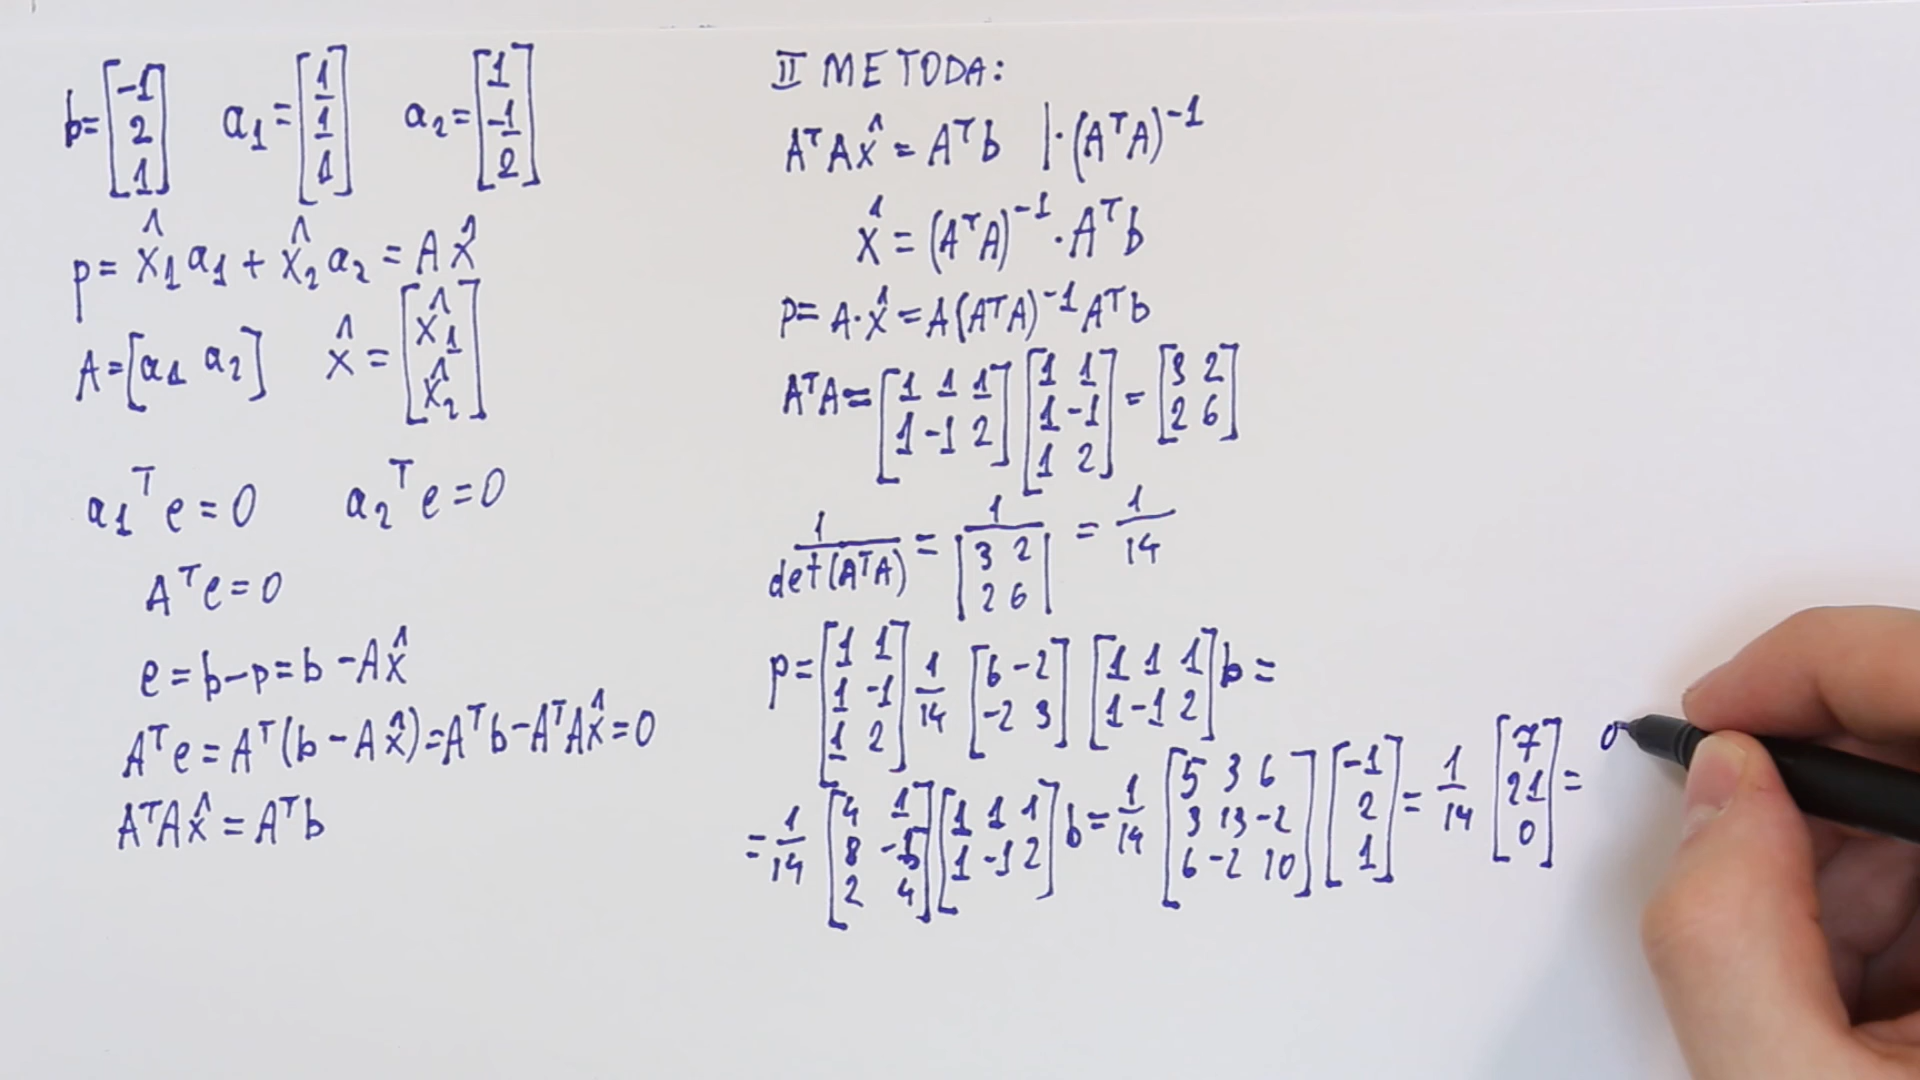 b=[-1 2 1] a₁=[1 1 1] a₂=[1 -1 2]
p= x̂₁a₁+x̂₂a₂=Ax̂
A=[a₁ a₂] x̂=[x̂₁ x̂₂]
a₁ᵀe=0 a₂ᵀe=0
Aᵀe=0
e=b-p=b-Ax̂
Aᵀe=Aᵀ(b-Ax̂)=Aᵀb-AᵀAx̂=0
AᵀAx̂=Aᵀb
II METODA:
AᵀAx̂=Aᵀb |·(AᵀA)⁻¹
x̂=(AᵀA)⁻¹·Aᵀb
p=A·x̂=A(AᵀA)⁻¹Aᵀb
AᵀA=[1 1 1; 1 -1 2][1 1; 1 -1; 1 2]=[3 2; 2 6]
1/det(AᵀA)=1/|3 2; 2 6|=1/14
p=[1 1; 1 -1; 1 2] 1/14 [6 -2; -2 3] [1 1 1; 1 -1 2]b=
=1/14 [4 1; 8 -5; 2 4][1 1 1; 1 -1 2]b=1/14 [5 3 6; 3 13 -2; 6 -2 10][-1 2 1]=1/14 [7 21 0]=